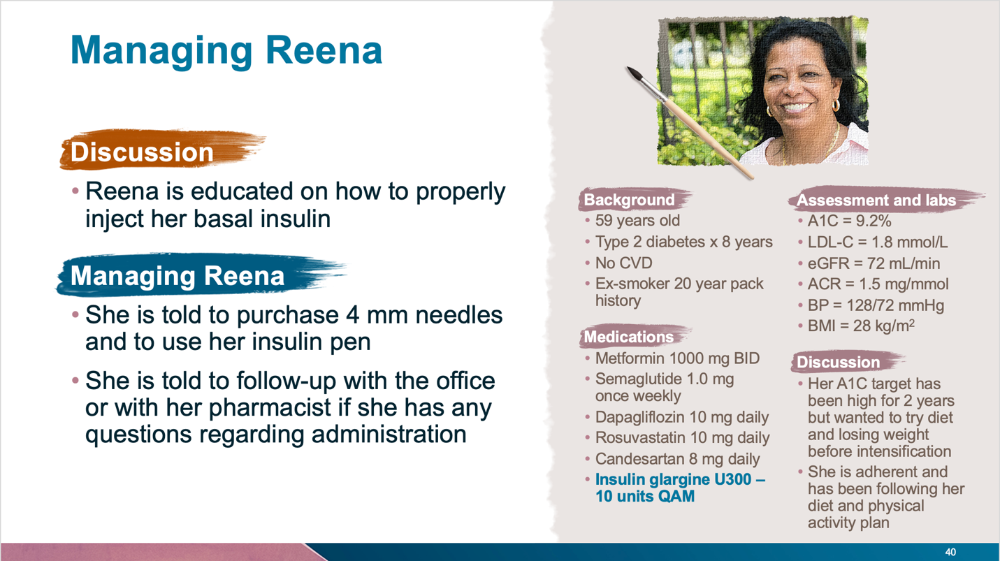 Managing Reena
Discussion
• Reena is educated on how to properly
inject her basal insulin
Managing Reena
• She is told to purchase 4 mm needles
and to use her insulin pen
• She is told to follow-up with the office
or with her pharmacist if she has any
questions regarding administration
Background
• 59 years old
• Type 2 diabetes x 8 years
• No CVD
• Ex-smoker 20 year pack
history
Medications
• Metformin 1000 mg BID
• Semaglutide 1.0 mg
once weekly
• Dapagliflozin 10 mg daily
• Rosuvastatin 10 mg daily
• Candesartan 8 mg daily
• Insulin glargine U300 –
10 units QAM
Assessment and labs
• A1C = 9.2%
• LDL-C = 1.8 mmol/L
• eGFR = 72 mL/min
• ACR = 1.5 mg/mmol
• BP = 128/72 mmHg
• BMI = 28 kg/m²
Discussion
• Her A1C target has
been high for 2 years
but wanted to try diet
and losing weight
before intensification
• She is adherent and
has been following her
diet and physical
activity plan
40